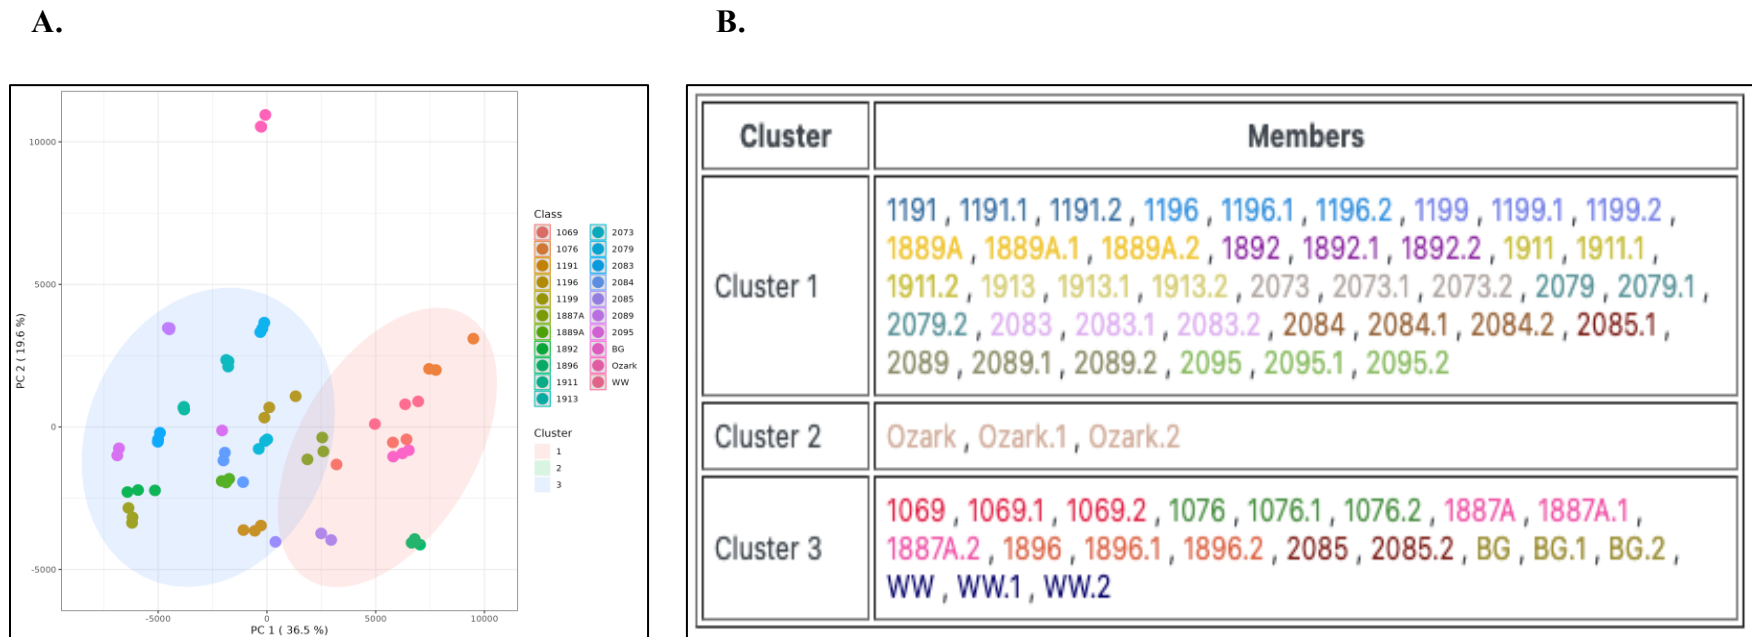 A.
B.
10000
5000
0
-5000
PC 2 ( 19.6 %)
-5000
0
5000
10000
PC 1 ( 36.5 %)
Class
1069
1076
1191
1196
1199
1887A
1889A
1892
1896
1911
1913
2073
2079
2083
2084
2085
2089
2095
BG
Ozark
WW
Cluster
1
2
3
Cluster Members
Cluster 1
1191 , 1191.1 , 1191.2 , 1196 , 1196.1 , 1196.2 , 1199 , 1199.1 , 1199.2 ,
1889A , 1889A.1 , 1889A.2 , 1892 , 1892.1 , 1892.2 , 1911 , 1911.1 ,
1911.2 , 1913 , 1913.1 , 1913.2 , 2073 , 2073.1 , 2073.2 , 2079 , 2079.1 ,
2079.2 , 2083 , 2083.1 , 2083.2 , 2084 , 2084.1 , 2084.2 , 2085.1 ,
2089 , 2089.1 , 2089.2 , 2095 , 2095.1 , 2095.2
Cluster 2
Ozark , Ozark.1 , Ozark.2
Cluster 3
1069 , 1069.1 , 1069.2 , 1076 , 1076.1 , 1076.2 , 1887A , 1887A.1 ,
1887A.2 , 1896 , 1896.1 , 1896.2 , 2085 , 2085.2 , BG , BG.1 , BG.2 ,
WW , WW.1 , WW.2